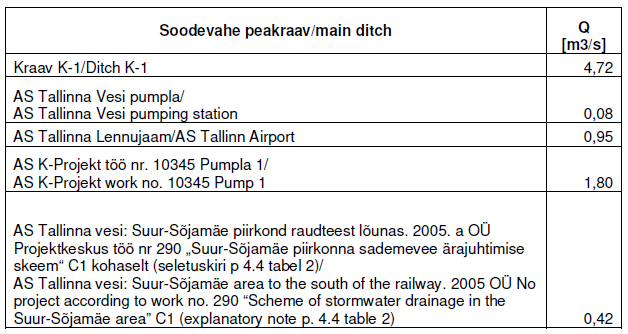 Soodevahe peakraav/main ditch
Q
[m3/s]
Kraav K-1/Ditch K-1
4,72
AS Tallinna Vesi pumpla/
AS Tallinna Vesi pumping station
0,08
AS Tallinna Lennujaam/AS Tallinn Airport
0,95
AS K-Projekt töö nr. 10345 Pumpla 1/
AS K-Projekt work no. 10345 Pump 1
1,80
AS Tallinna vesi: Suur-Sõjamäe piirkond raudteest lõunas. 2005. a OÜ
Projektkeskus töö nr 290 „Suur-Sõjamäe piirkonna sademevee ärajuhtimise
skeem“ C1 kohaselt (seletuskiri p 4.4 tabel 2)/
AS Tallinna vesi: Suur-Sõjamäe area to the south of the railway. 2005 OÜ No
project according to work no. 290 “Scheme of stormwater drainage in the
Suur-Sõjamäe area” C1 (explanatory note p. 4.4 table 2)
0,42